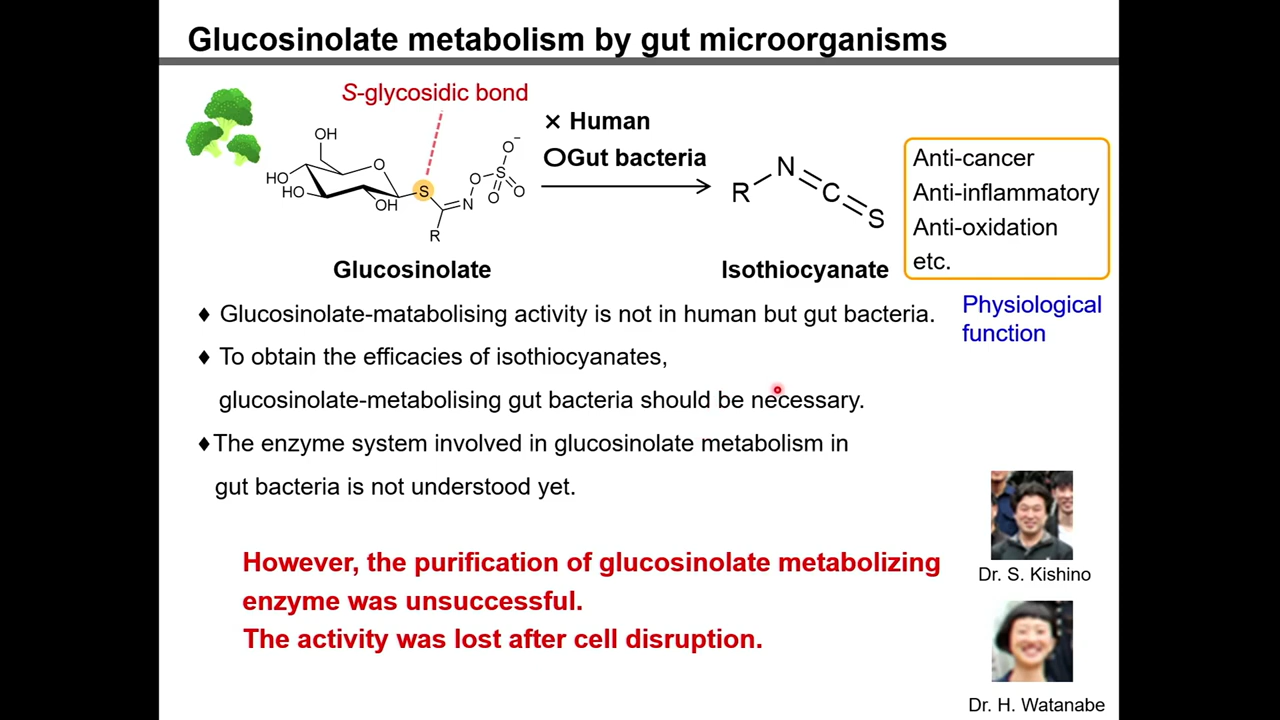 Glucosinolate metabolism by gut microorganisms
S-glycosidic bond
× Human
OGut bacteria
OH
HO
HO
OH
O
S
N
R
O
S
O⁻
O
O
R
N
C
S
Anti-cancer
Anti-inflammatory
Anti-oxidation
etc.
Glucosinolate
Isothiocyanate
Physiological
function
♦ Glucosinolate-matabolising activity is not in human but gut bacteria.
♦ To obtain the efficacies of isothiocyanates,
glucosinolate-metabolising gut bacteria should be necessary.
♦The enzyme system involved in glucosinolate metabolism in
gut bacteria is not understood yet.
However, the purification of glucosinolate metabolizing
enzyme was unsuccessful.
The activity was lost after cell disruption.
Dr. S. Kishino
Dr. H. Watanabe